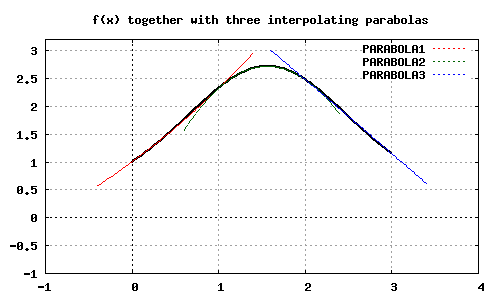 f(x) together with three interpolating parabolas
PARABOLA1
PARABOLA2
PARABOLA3
3
2.5
2
1.5
1
0.5
0
-0.5
-1
-1 0 1 2 3 4